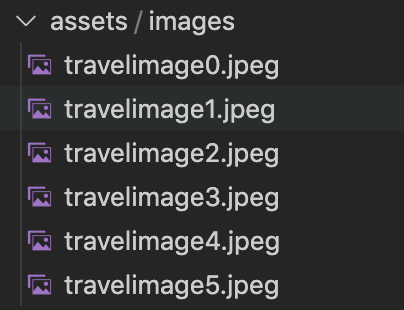 assets / images
travelimage0.jpeg
travelimage1.jpeg
travelimage2.jpeg
travelimage3.jpeg
travelimage4.jpeg
travelimage5.jpeg